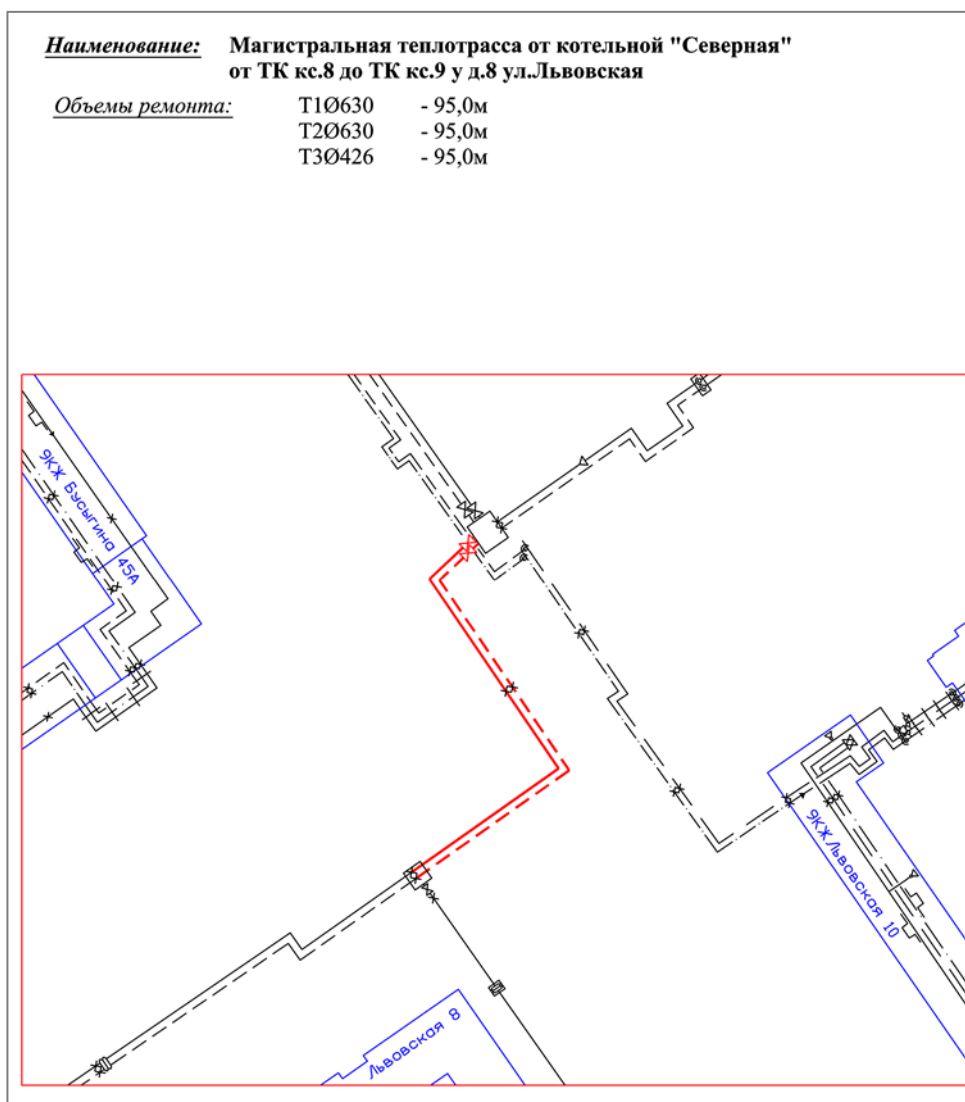 Наименование: Магистральная теплотрасса от котельной "Северная"
от ТК кс.8 до ТК кс.9 у д.8 ул.Львовская
Объемы ремонта: Т1Ø630 - 95,0м
Т2Ø630 - 95,0м
Т3Ø426 - 95,0м
9КЖ Бусыгина 45А
9КЖ Львовская 10
Львовская 8